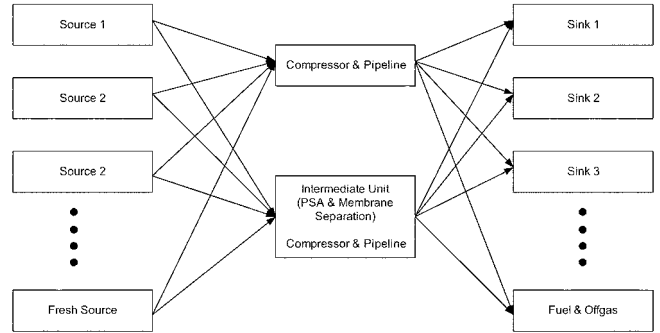 Source 1
Sink 1
Compressor & Pipeline
Source 2
Sink 2
Source 2
Sink 3
Intermediate Unit
(PSA & Membrane
Separation)
Compressor & Pipeline
Fresh Source
Fuel & Offgas